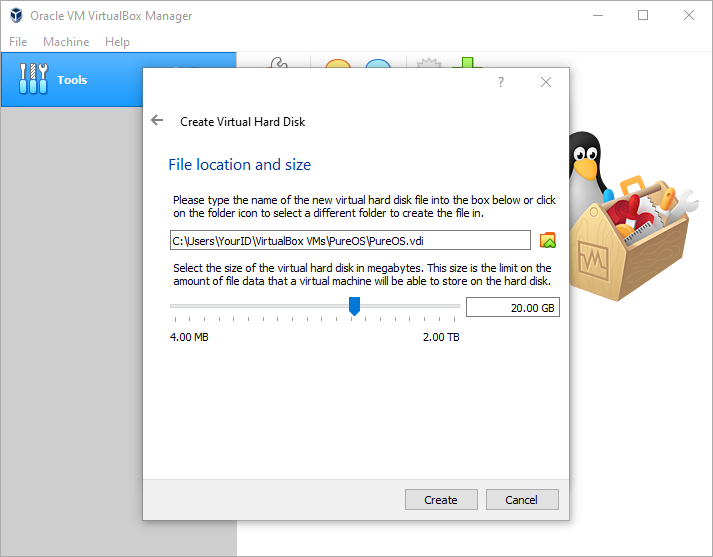 Oracle VM VirtualBox Manager
File Machine Help
Tools
?
Create Virtual Hard Disk
File location and size
Please type the name of the new virtual hard disk file into the box below or click
on the folder icon to select a different folder to create the file in.
C:\Users\YourID\VirtualBox VMs\PureOS\PureOS.vdi
Select the size of the virtual hard disk in megabytes. This size is the limit on the
amount of file data that a virtual machine will be able to store on the hard disk.
20.00 GB
4.00 MB 2.00 TB
Create Cancel